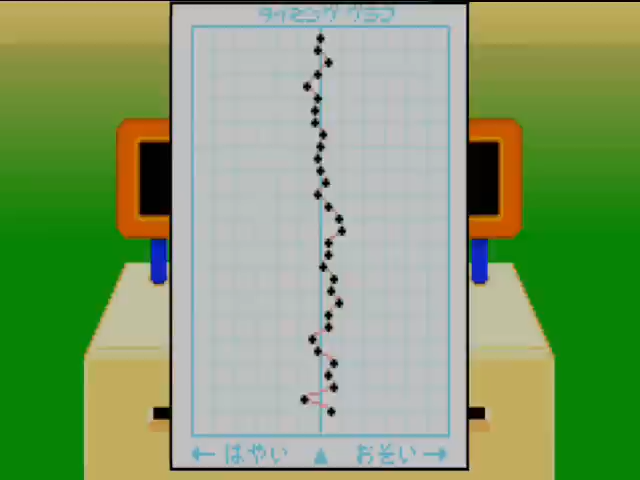 タイミング グラフ
← はやい ▲ おそい →